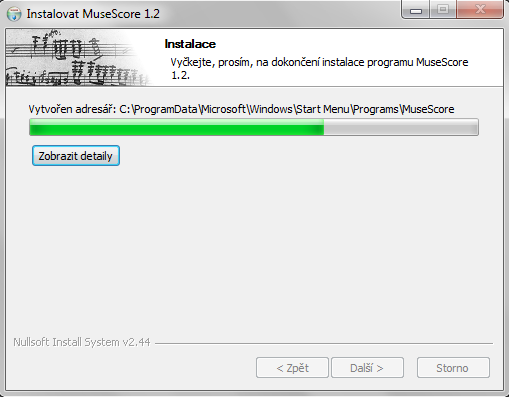 Instalovat MuseScore 1.2
Instalace
Vyčkejte, prosím, na dokončení instalace programu MuseScore
1.2.
Vytvořen adresář: C:\ProgramData\Microsoft\Windows\Start Menu\Programs\MuseScore
Zobrazit detaily
Nullsoft Install System v2.44
< Zpět
Další >
Storno